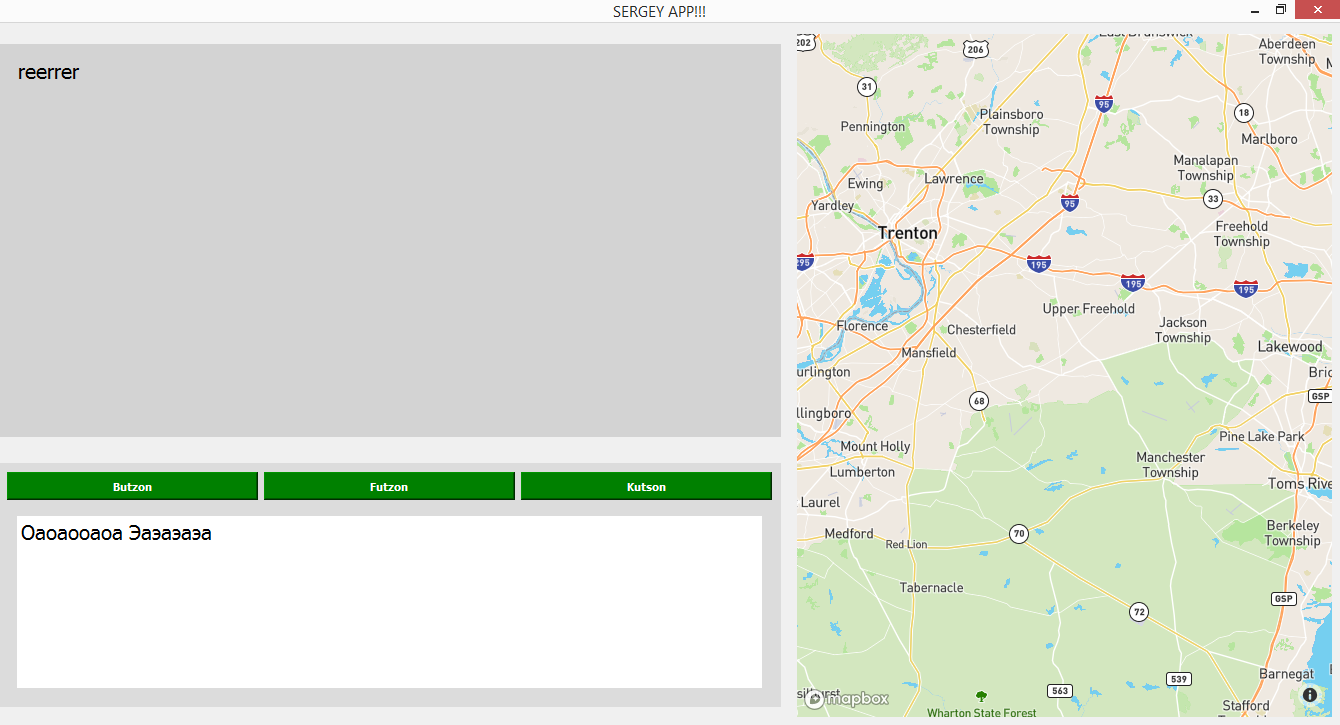 SERGEY APP!!!
reerrer
Butzon
Futzon
Kutson
Оаоаооаоа Эаэаэаэа
202
206
East Brunswick
Aberdeen
Township
31
95
18
Plainsboro
Township
Pennington
Marlboro
Manalapan
Township
Ewing
Lawrence
Yardley
95
33
Trenton
Freehold
Township
295
195
195
195
Upper Freehold
Florence
Chesterfield
Jackson
Township
Mansfield
Lakewood
urlington
Bric
68
GSP
llingboro
Pine Lake Park
Mount Holly
Manchester
Township
Lumberton
Toms Rive
Laurel
Medford
70
Berkeley
Township
Red Lion
Tabernacle
GSP
72
Barnegat
539
563
mapbox
Stafford
Township
Wharton State Forest